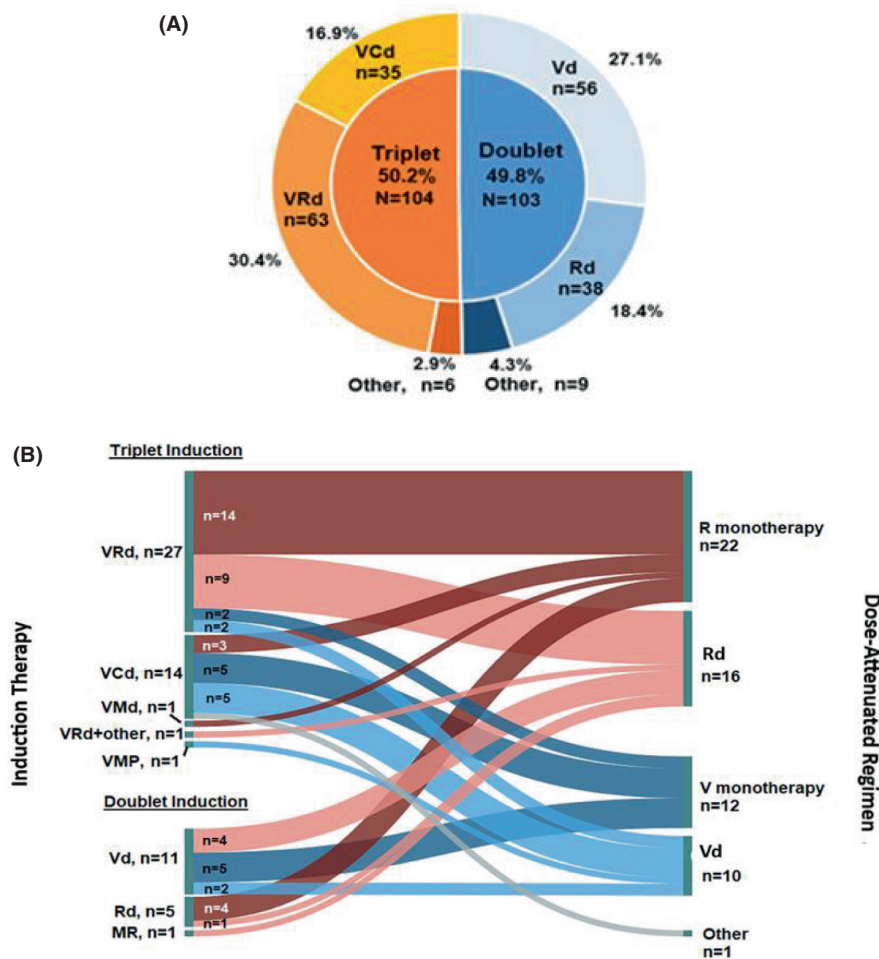 (A)
16.9%
VCd
n=35
Vd
n=56
27.1%
Triplet
50.2%
N=104
Doublet
49.8%
N=103
VRd
n=63
30.4%
Rd
n=38
18.4%
2.9%
Other, n=6
4.3%
Other, n=9
(B)
Triplet Induction
Induction Therapy
VRd, n=27
n=14
n=9
n=2
n=2
VCd, n=14
n=3
n=5
n=5
VMd, n=1
VRd+other, n=1
VMP, n=1
Doublet Induction
Vd, n=11
n=4
n=5
n=2
Rd, n=5
n=4
n=1
MR, n=1
R monotherapy
n=22
Rd
n=16
V monotherapy
n=12
Vd
n=10
Other
n=1
Dose-Attenuated Regimen